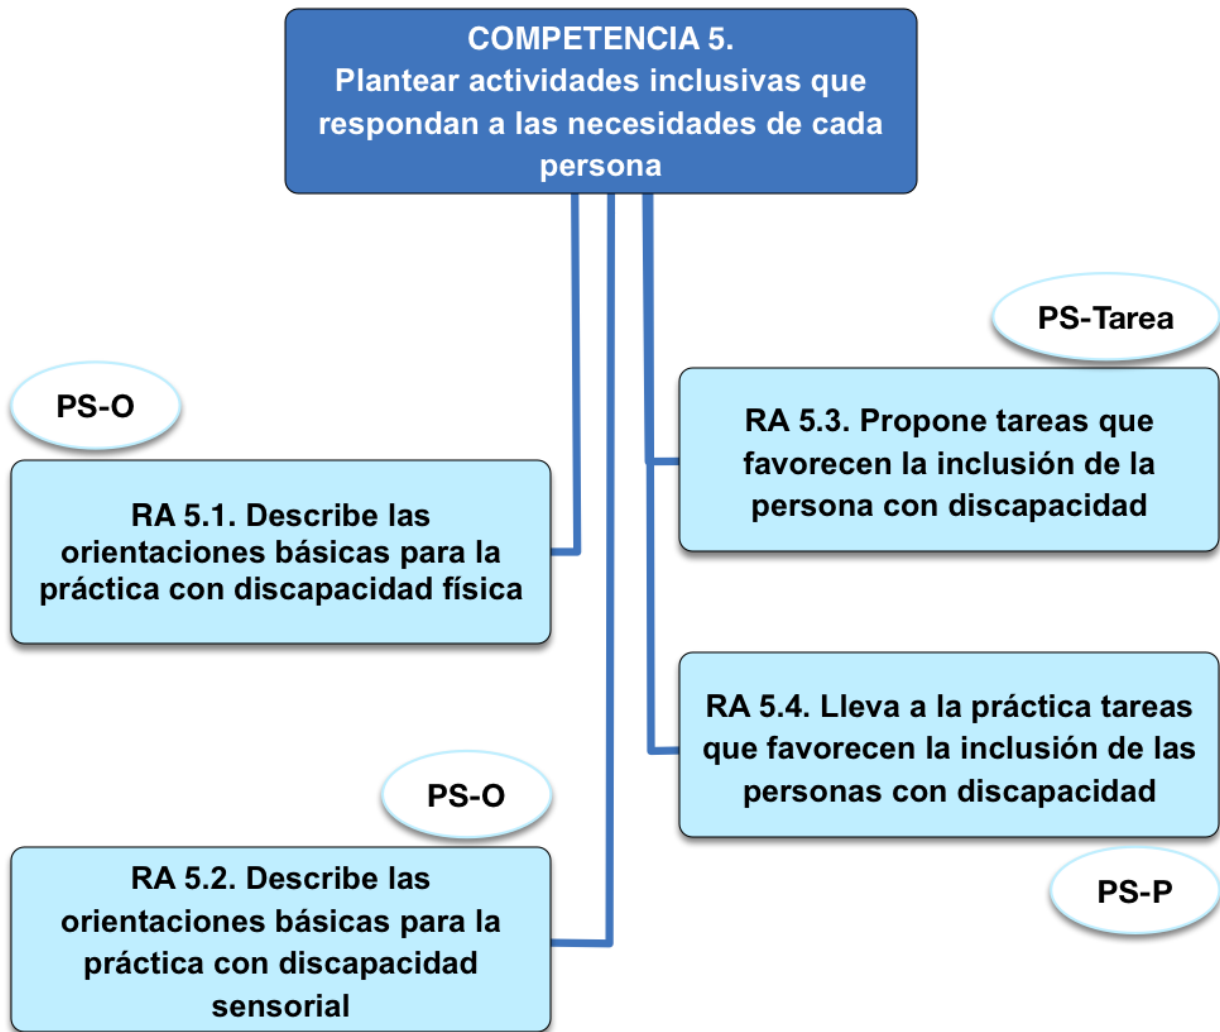 COMPETENCIA 5.
Plantear actividades inclusivas que
respondan a las necesidades de cada
persona
PS-O
RA 5.1. Describe las
orientaciones básicas para la
práctica con discapacidad física
PS-O
RA 5.2. Describe las
orientaciones básicas para la
práctica con discapacidad
sensorial
PS-Tarea
RA 5.3. Propone tareas que
favorecen la inclusión de la
persona con discapacidad
RA 5.4. Lleva a la práctica tareas
que favorecen la inclusión de las
personas con discapacidad
PS-P